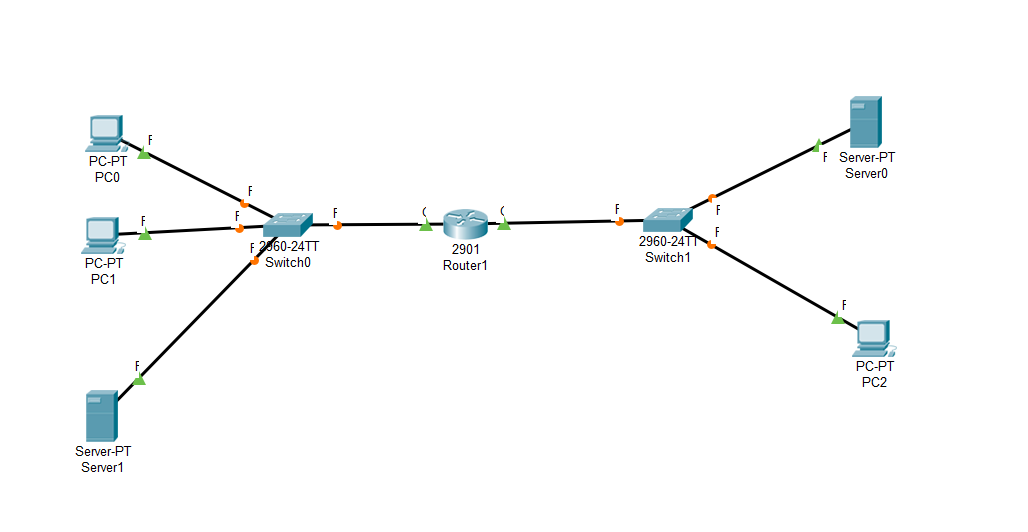 F
PC-PT
PC0
F
F
F
F
PC-PT
PC1
F
F
2960-24TT
Switch0
2901
Router1
F
2960-24TT
Switch1
F
F
F
Server-PT
Server0
F
PC-PT
PC2
F
Server-PT
Server1